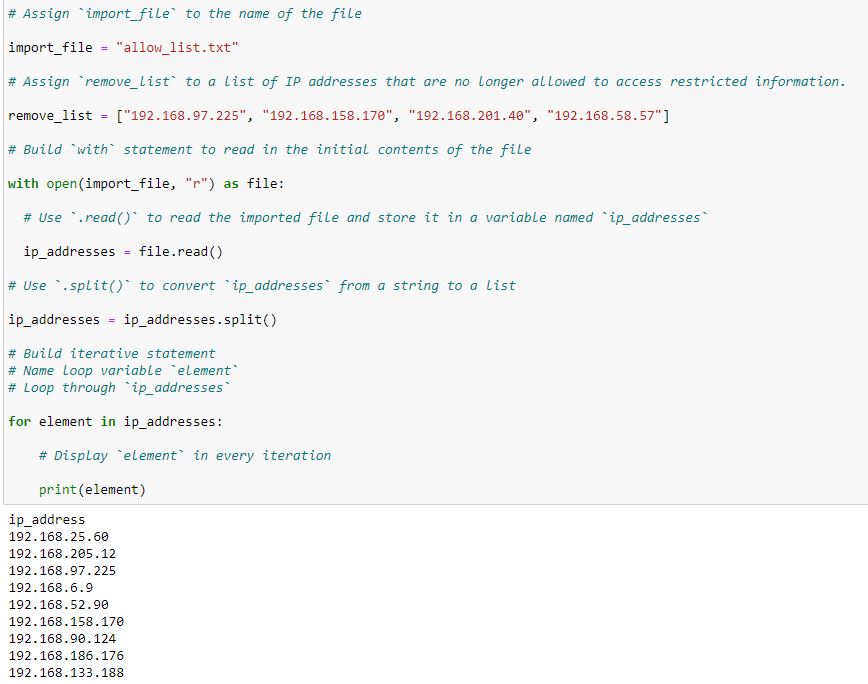 # Assign `import_file` to the name of the file
import_file = "allow_list.txt"
# Assign `remove_list` to a list of IP addresses that are no longer allowed to access restricted information.
remove_list = ["192.168.97.225", "192.168.158.170", "192.168.201.40", "192.168.58.57"]
# Build `with` statement to read in the initial contents of the file
with open(import_file, "r") as file:
# Use `.read()` to read the imported file and store it in a variable named `ip_addresses`
ip_addresses = file.read()
# Use `.split()` to convert `ip_addresses` from a string to a list
ip_addresses = ip_addresses.split()
# Build iterative statement
# Name loop variable `element`
# Loop through `ip_addresses`
for element in ip_addresses:
# Display `element` in every iteration
print(element)
ip_address
192.168.25.60
192.168.205.12
192.168.97.225
192.168.6.9
192.168.52.90
192.168.158.170
192.168.90.124
192.168.186.176
192.168.133.188